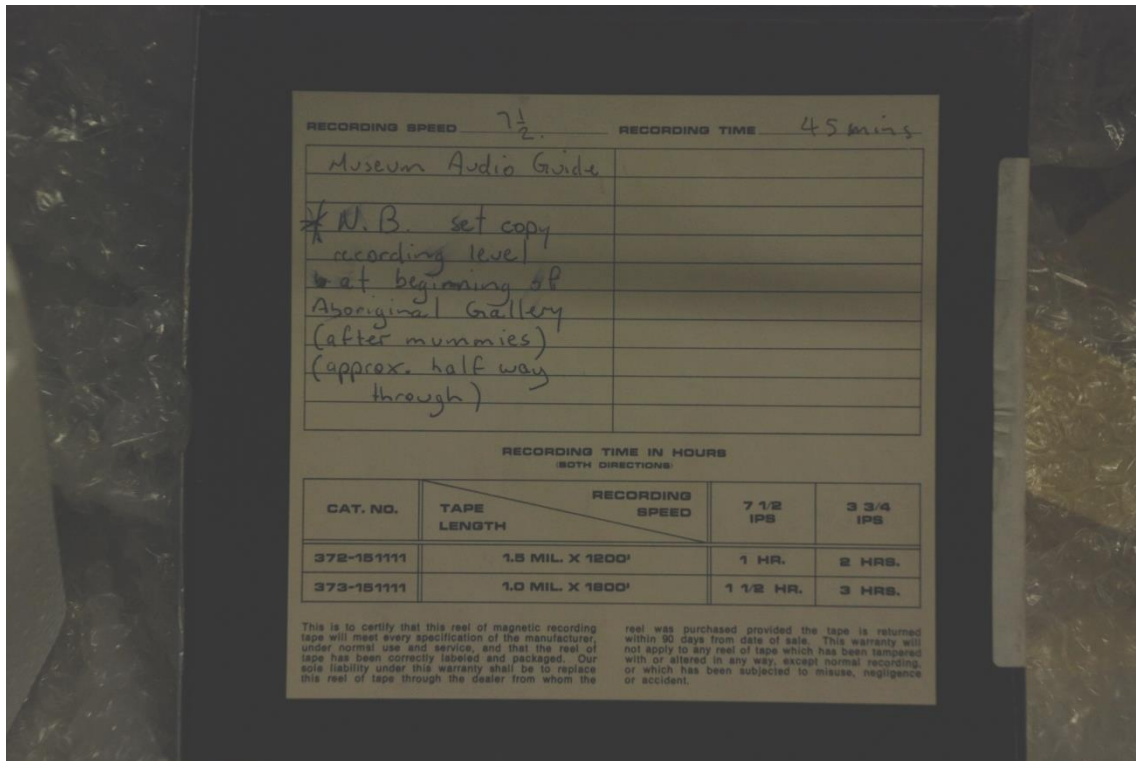 RECORDING SPEED 7 1/2. RECORDING TIME 45 mins
Museum Audio Guide
* N.B. set copy
recording level
at beginning of
Aboriginal Gallery
(after mummies)
(approx. half way
through)
RECORDING TIME IN HOURS
(BOTH DIRECTIONS)
CAT. NO. TAPE LENGTH RECORDING SPEED 7 1/2 IPS 3 3/4 IPS
372-151111 1.5 MIL. X 1200' 1 HR. 2 HRS.
373-151111 1.0 MIL. X 1800' 1 1/2 HR. 3 HRS.
This is to certify that this reel of magnetic recording
tape will meet every specification of the manufacturer,
under normal use and service, and that the reel of
tape has been correctly labeled and packaged. Our
sole liability under this warranty shall be to replace
this reel of tape through the dealer from whom the
reel was purchased provided the tape is returned
within 90 days from date of sale. This warranty will
not apply to any reel of tape which has been tampered
with or altered in any way, except normal recording,
or which has been subjected to misuse, negligence
or accident.